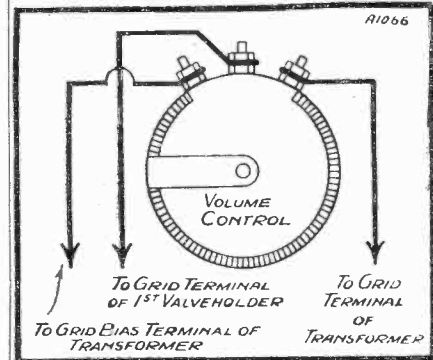 A1066
VOLUME
CONTROL
TO GRID TERMINAL
OF 1ST VALVEHOLDER
TO GRID BIAS TERMINAL OF
TRANSFORMER
TO GRID
TERMINAL
OF
TRANSFORMER